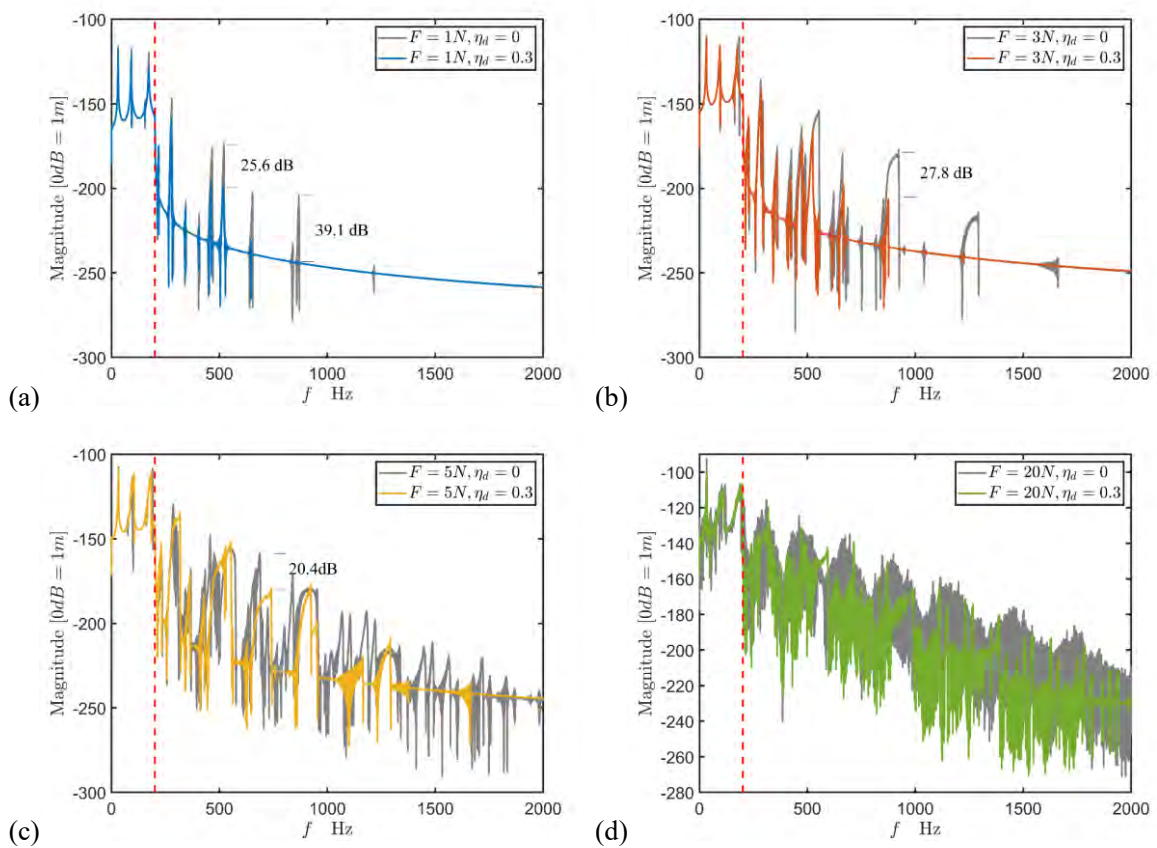 -100
-150
-200
-250
-300
Magnitude [0dB = 1m]
F = 1N, η_d = 0
F = 1N, η_d = 0.3
25.6 dB
39.1 dB
0 500 1000 1500 2000
f Hz
(a)
-100
-150
-200
-250
-300
Magnitude [0dB = 1m]
F = 3N, η_d = 0
F = 3N, η_d = 0.3
27.8 dB
0 500 1000 1500 2000
f Hz
(b)
-100
-150
-200
-250
-300
Magnitude [0dB = 1m]
F = 5N, η_d = 0
F = 5N, η_d = 0.3
20.4dB
0 500 1000 1500 2000
f Hz
(c)
-100
-120
-140
-160
-180
-200
-220
-240
-260
-280
Magnitude [0dB = 1m]
F = 20N, η_d = 0
F = 20N, η_d = 0.3
0 500 1000 1500 2000
f Hz
(d)